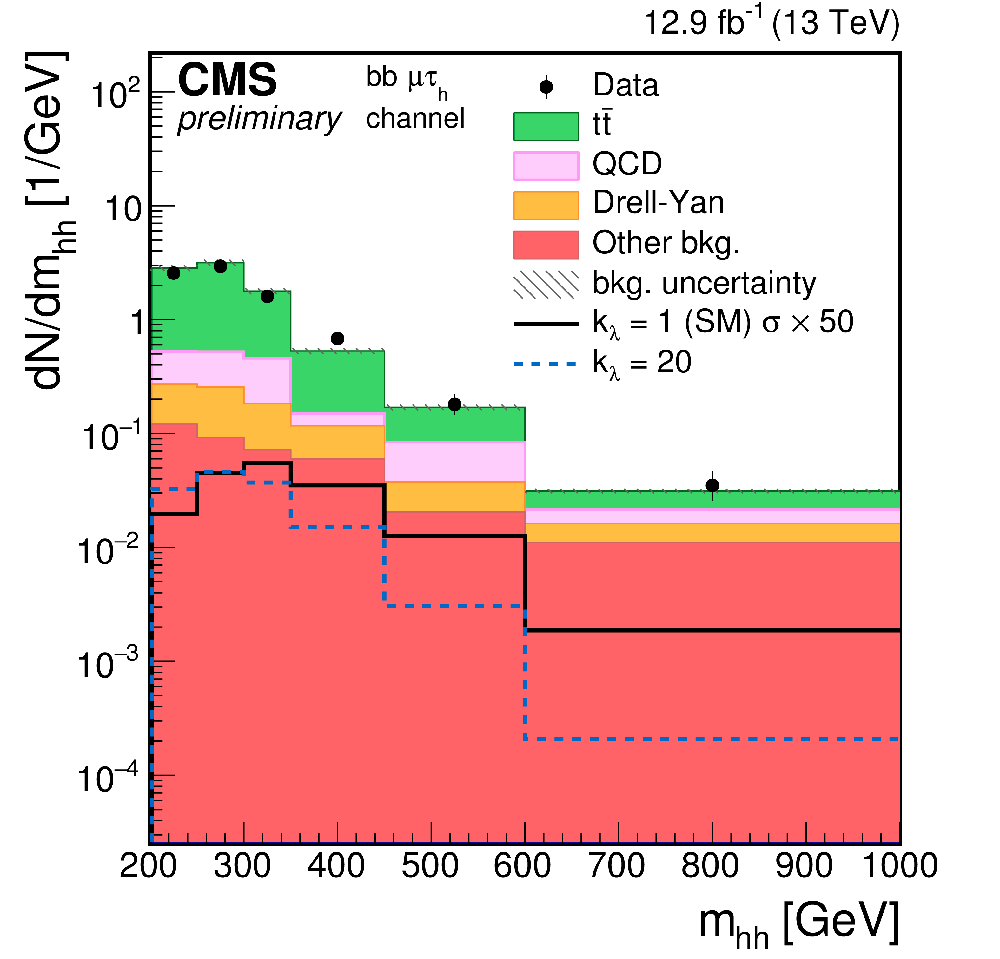 12.9 fb⁻¹ (13 TeV)
CMS
preliminary
bb μτ_h
channel
Data
tt̄
QCD
Drell-Yan
Other bkg.
bkg. uncertainty
k_λ = 1 (SM) σ × 50
k_λ = 20
dN/dm_hh [1/GeV]
10²
10
1
10⁻¹
10⁻²
10⁻³
10⁻⁴
200 300 400 500 600 700 800 900 1000
m_hh [GeV]